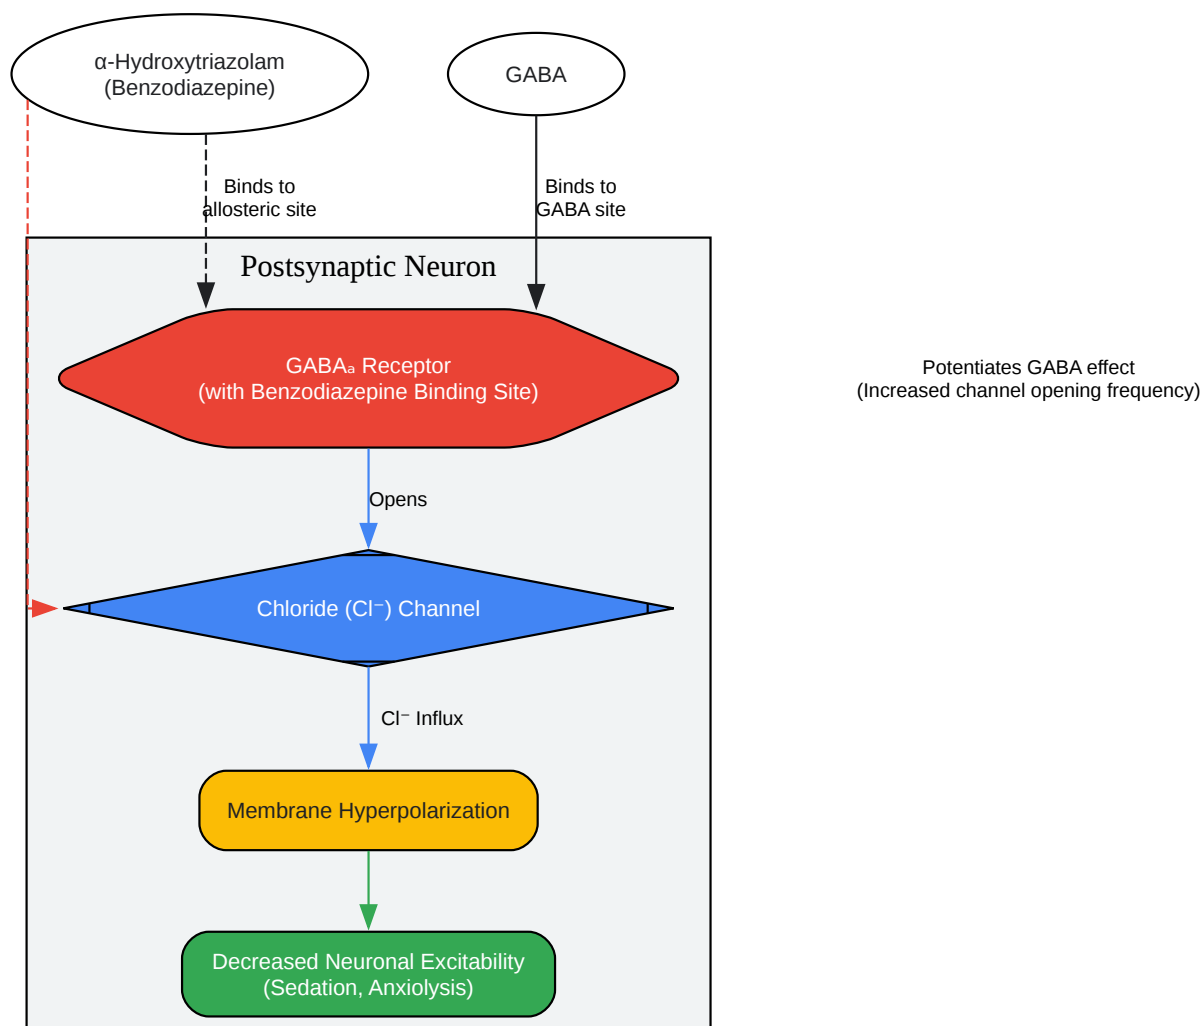 α-Hydroxytriazolam
(Benzodiazepine)
GABA
Binds to
allosteric site
Binds to
GABA site
Postsynaptic Neuron
GABAₐ Receptor
(with Benzodiazepine Binding Site)
Potentiates GABA effect
(Increased channel opening frequency)
Opens
Chloride (Cl⁻) Channel
Cl⁻ Influx
Membrane Hyperpolarization
Decreased Neuronal Excitability
(Sedation, Anxiolysis)